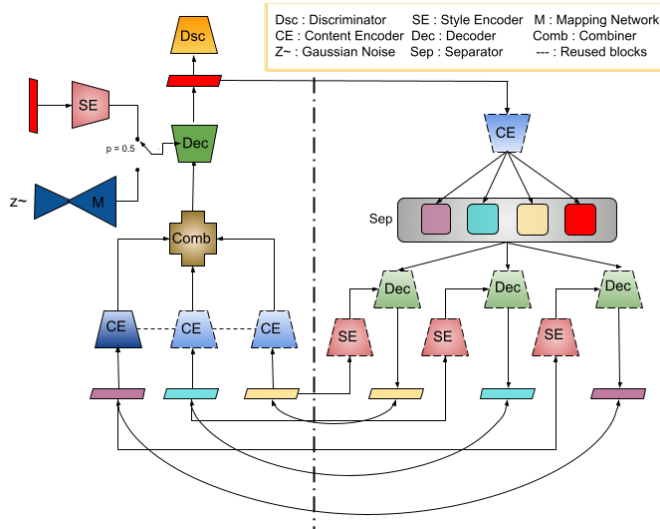 Dsc : Discriminator SE : Style Encoder M : Mapping Network
CE : Content Encoder Dec : Decoder Comb : Combiner
Z~ : Gaussian Noise Sep : Separator --- : Reused blocks
Dsc
SE
CE
p = 0.5
Dec
z~
M
Sep
Comb
Dec
Dec
Dec
CE
CE
CE
SE
SE
SE